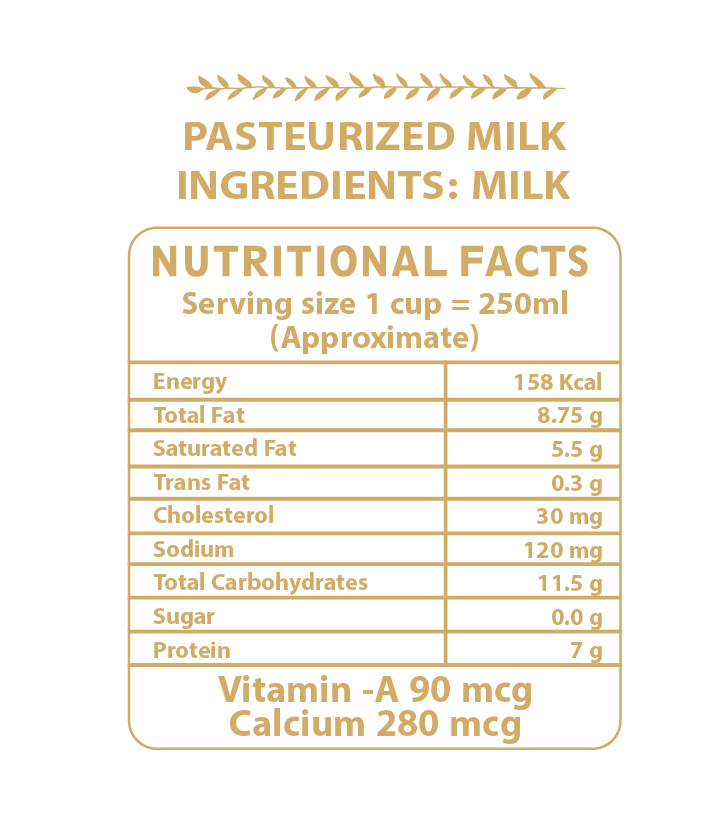 PASTEURIZED MILK
INGREDIENTS: MILK
NUTRITIONAL FACTS
Serving size 1 cup = 250ml
(Approximate)
Energy 158 Kcal
Total Fat 8.75 g
Saturated Fat 5.5 g
Trans Fat 0.3 g
Cholesterol 30 mg
Sodium 120 mg
Total Carbohydrates 11.5 g
Sugar 0.0 g
Protein 7 g
Vitamin -A 90 mcg
Calcium 280 mcg